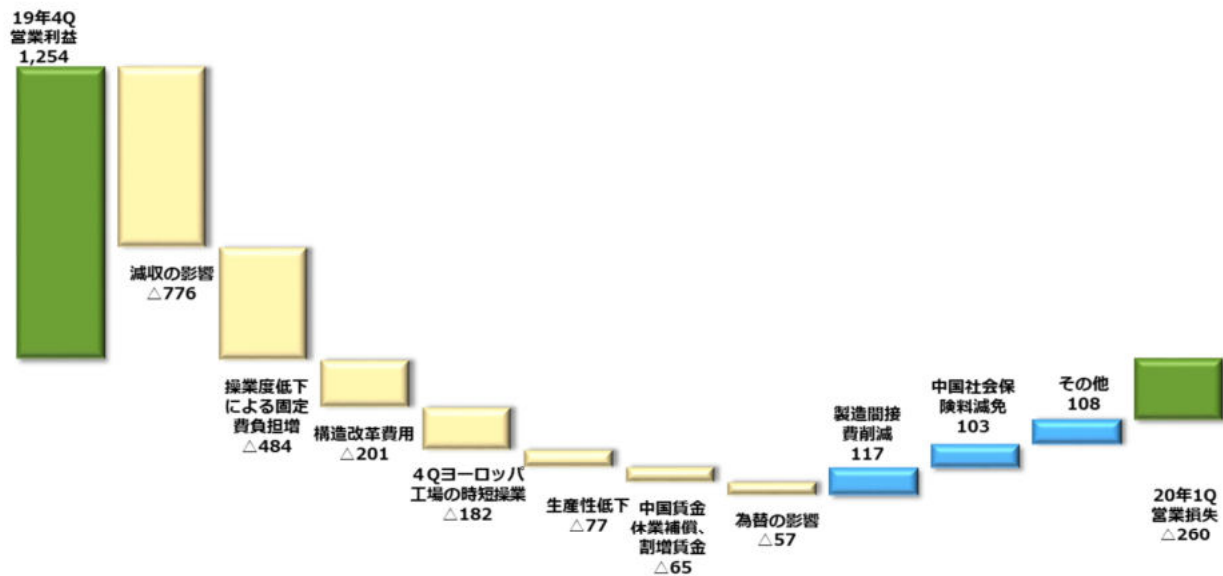 19年4Q
営業利益
1,254
減収の影響
△776
操業度低下
による固定
費負担増
△484
構造改革費用
△201
４Qヨーロッパ
工場の時短操業
△182
生産性低下
△77
中国賃金
休業補償、
割増賃金
△65
為替の影響
△57
製造間接
費削減
117
中国社会保
険料減免
103
その他
108
20年1Q
営業損失
△260